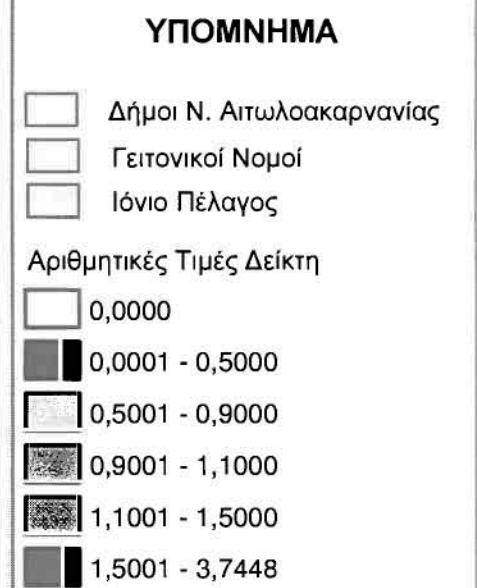 ΥΠΟΜΝΗΜΑ
Δήμοι Ν. Αιτωλοακαρνανίας
Γειτονικοί Νομοί
Ιόνιο Πέλαγος
Αριθμητικές Τιμές Δείκτη
0,0000
0,0001 - 0,5000
0,5001 - 0,9000
0,9001 - 1,1000
1,1001 - 1,5000
1,5001 - 3,7448